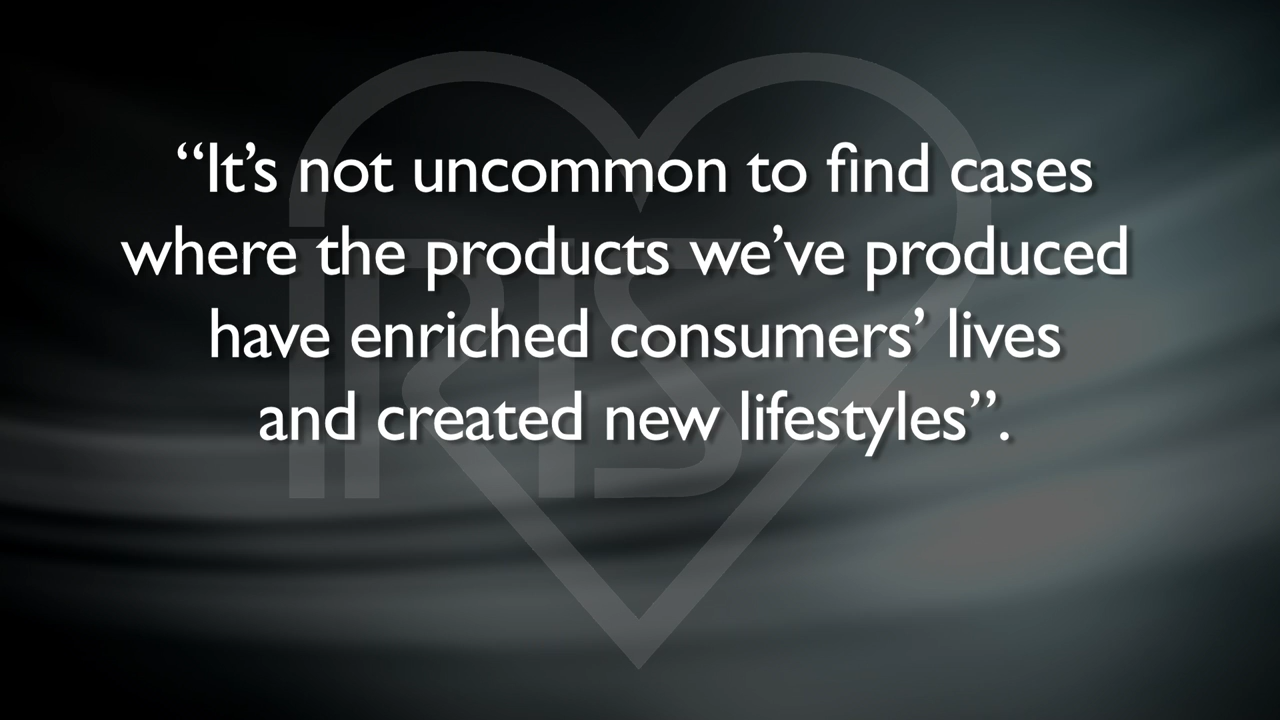 “It’s not uncommon to find cases
where the products we’ve produced
have enriched consumers’ lives
and created new lifestyles”.
IRIS